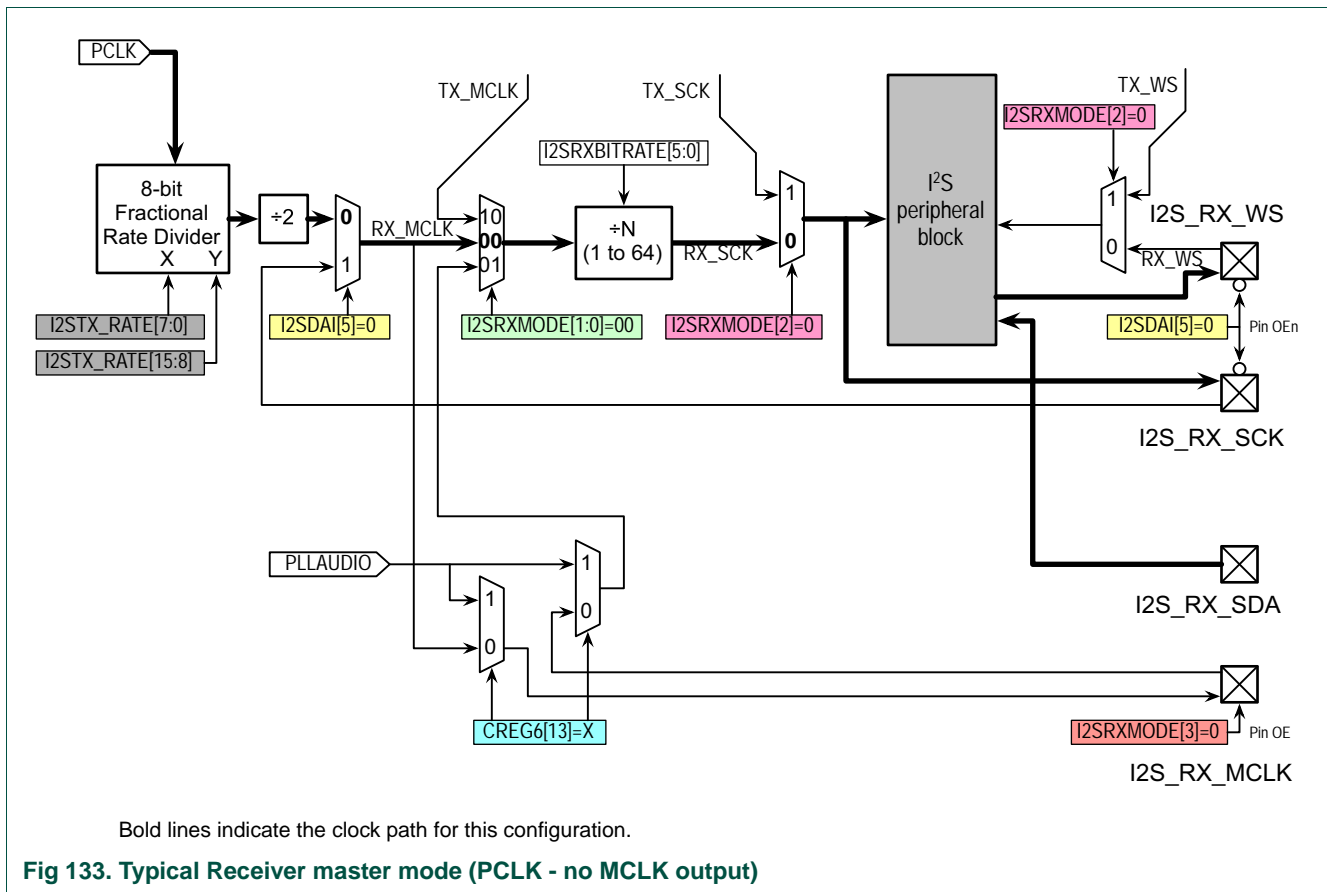 PCLK
TX_MCLK
TX_SCK
TX_WS
I2SRXMODE[2]=0
I2SRXBITRATE[5:0]
8-bit
Fractional
Rate Divider
X Y
÷2
0
1
RX_MCLK
10
00
01
÷N
(1 to 64)
RX_SCK
1
0
I²S
peripheral
block
1
0
I2S_RX_WS
RX_WS
I2STX_RATE[7:0]
I2SDAI[5]=0
I2SRXMODE[1:0]=00
I2SRXMODE[2]=0
I2SDAI[5]=0
Pin OEn
I2STX_RATE[15:8]
I2S_RX_SCK
PLLAUDIO
1
0
1
0
I2S_RX_SDA
CREG6[13]=X
I2SRXMODE[3]=0
Pin OE
I2S_RX_MCLK
Bold lines indicate the clock path for this configuration.
Fig 133. Typical Receiver master mode (PCLK - no MCLK output)